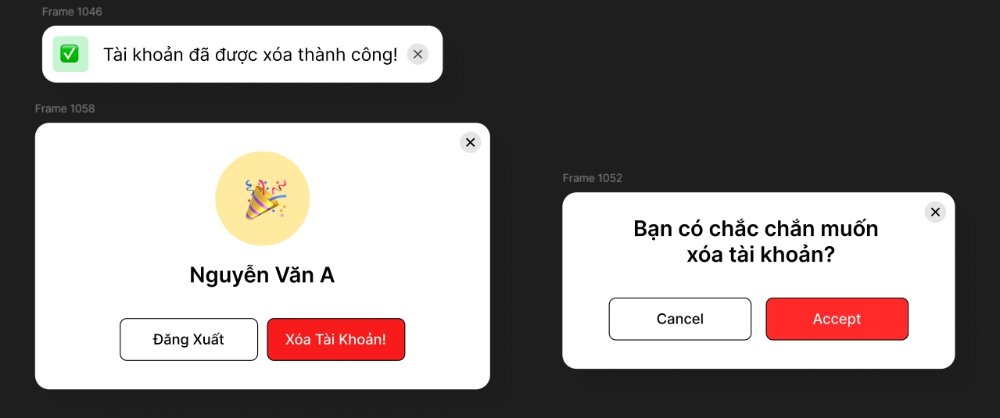 Frame 1046
Tài khoản đã được xóa thành công!
Frame 1058
Nguyễn Văn A
Đăng Xuất
Xóa Tài Khoản!
Frame 1052
Bạn có chắc chắn muốn
xóa tài khoản?
Cancel
Accept